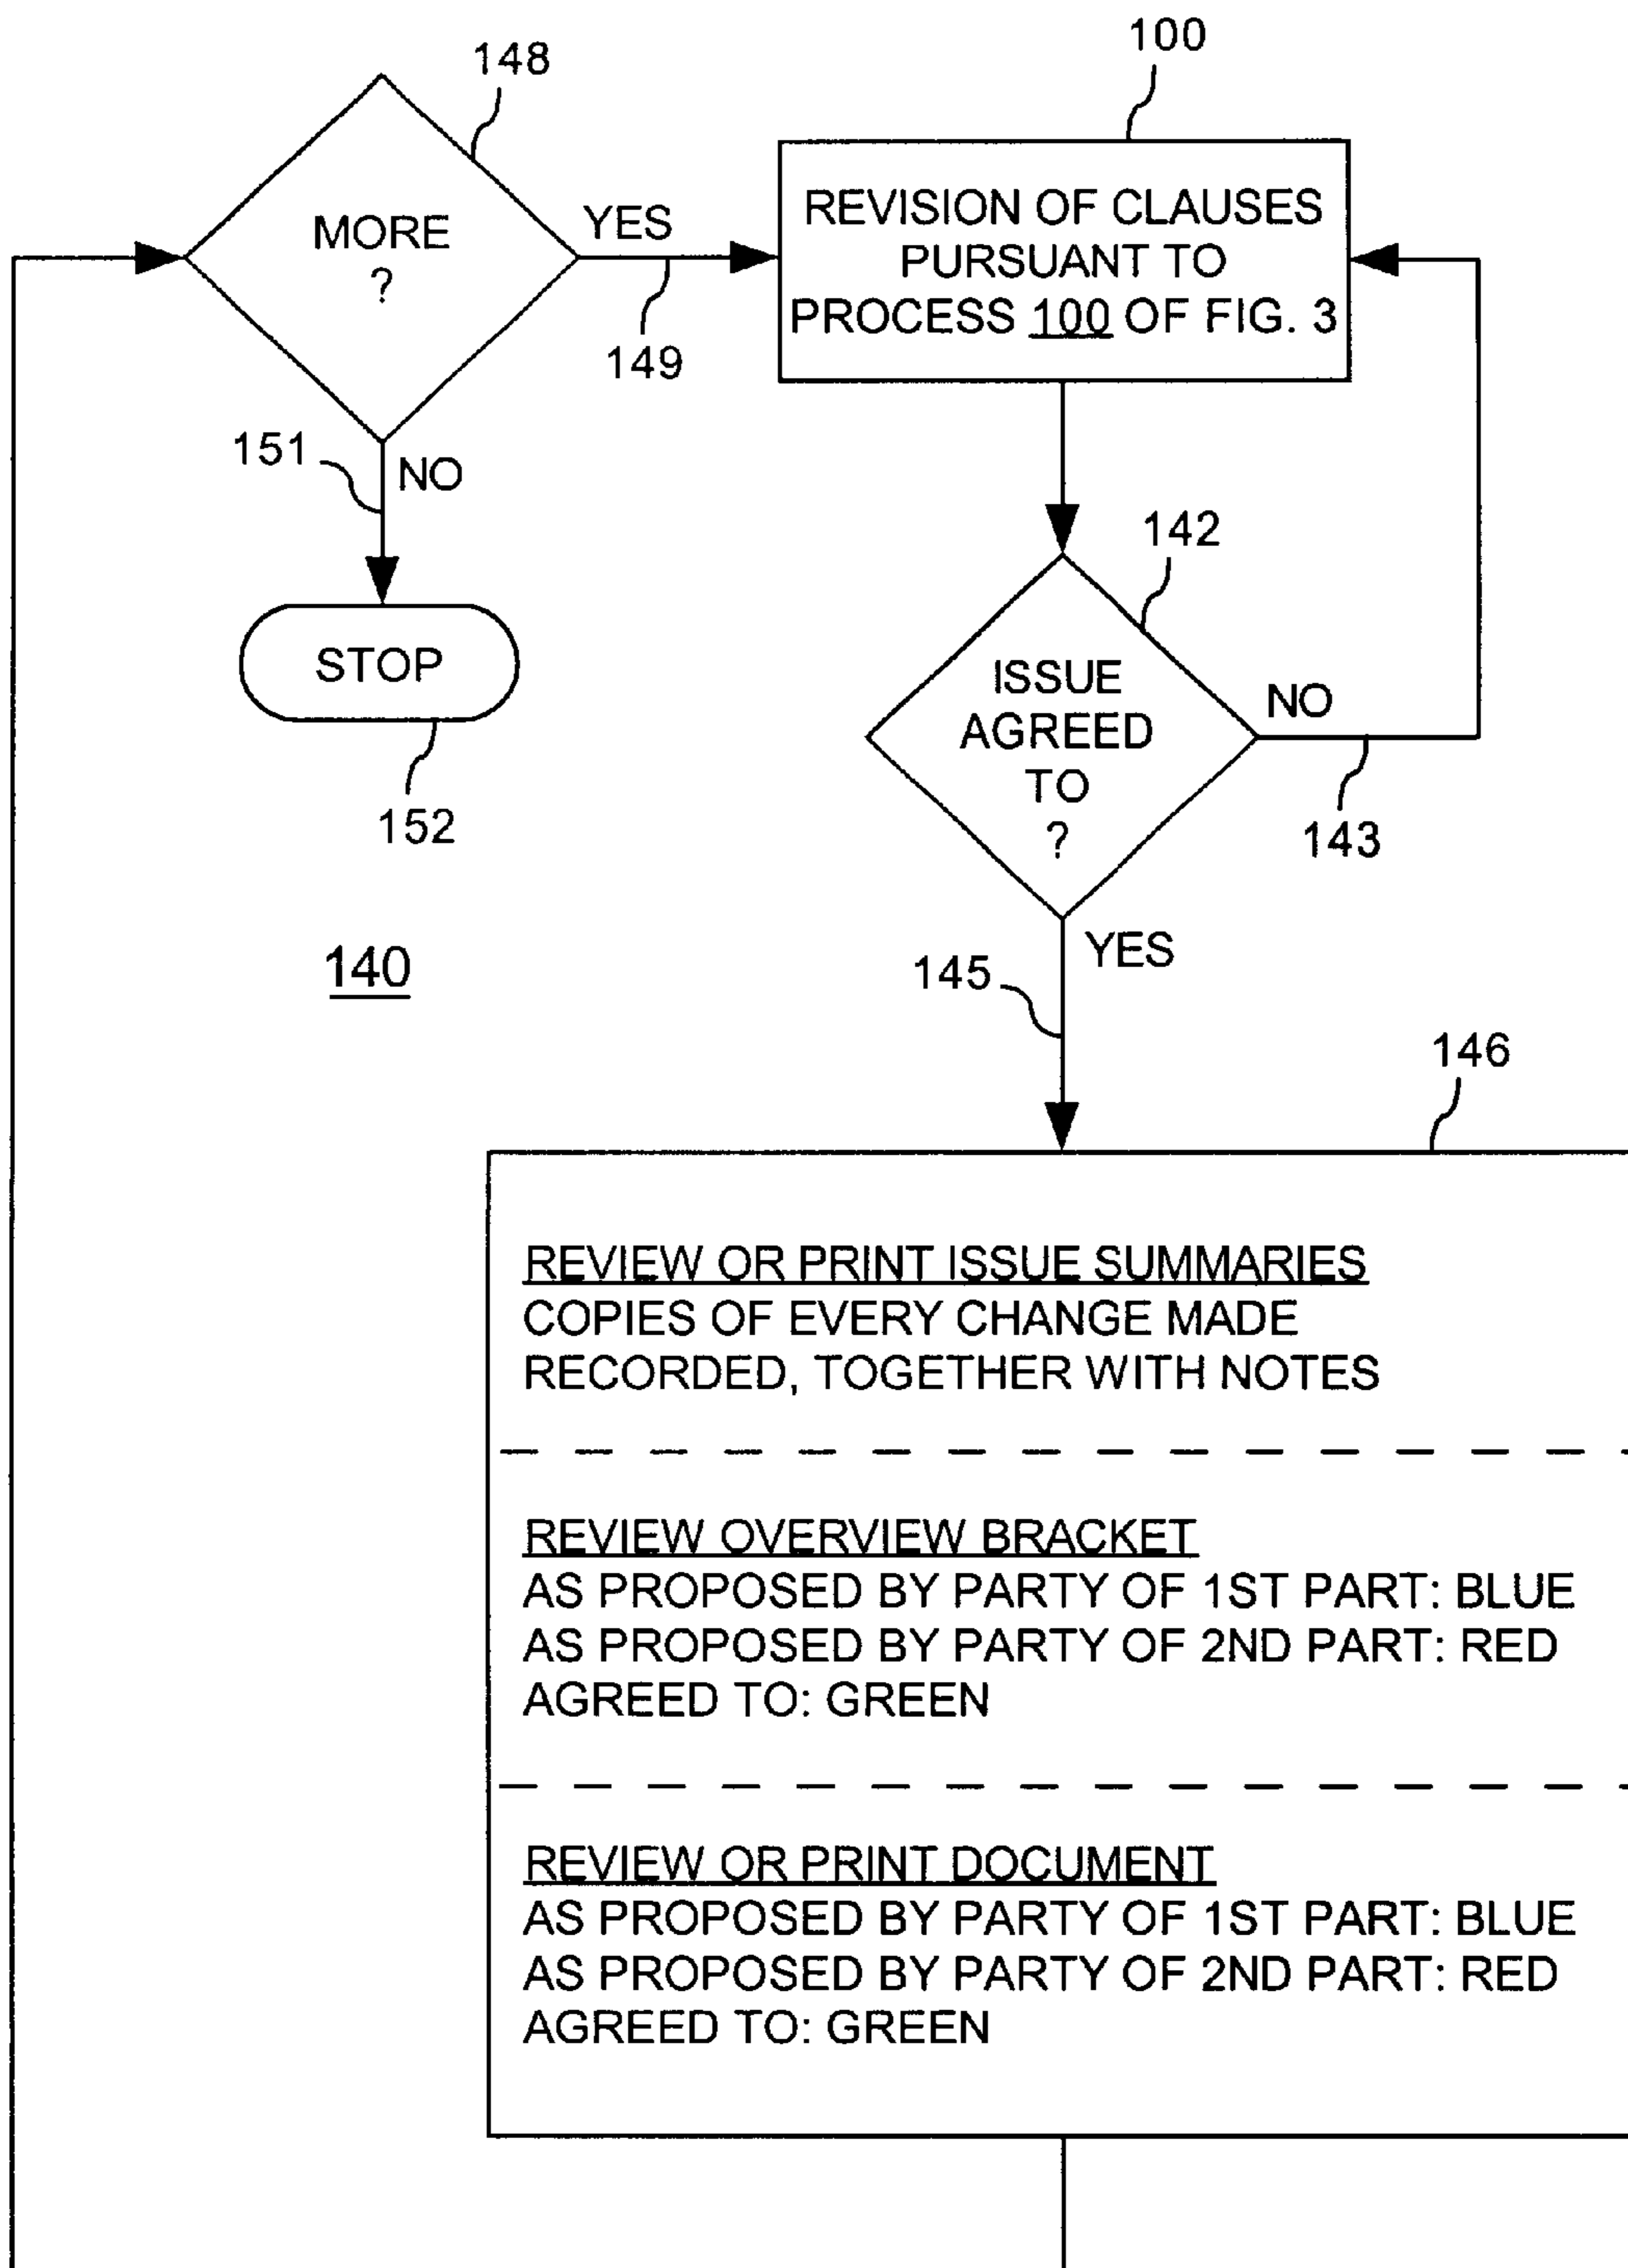 148
MORE
?
YES
149
151
NO
STOP
152
100
REVISION OF CLAUSES
PURSUANT TO
PROCESS 100 OF FIG. 3
142
ISSUE
AGREED
TO
?
NO
143
145
YES
140
146
REVIEW OR PRINT ISSUE SUMMARIES
COPIES OF EVERY CHANGE MADE
RECORDED, TOGETHER WITH NOTES
REVIEW OVERVIEW BRACKET
AS PROPOSED BY PARTY OF 1ST PART: BLUE
AS PROPOSED BY PARTY OF 2ND PART: RED
AGREED TO: GREEN
REVIEW OR PRINT DOCUMENT
AS PROPOSED BY PARTY OF 1ST PART: BLUE
AS PROPOSED BY PARTY OF 2ND PART: RED
AGREED TO: GREEN